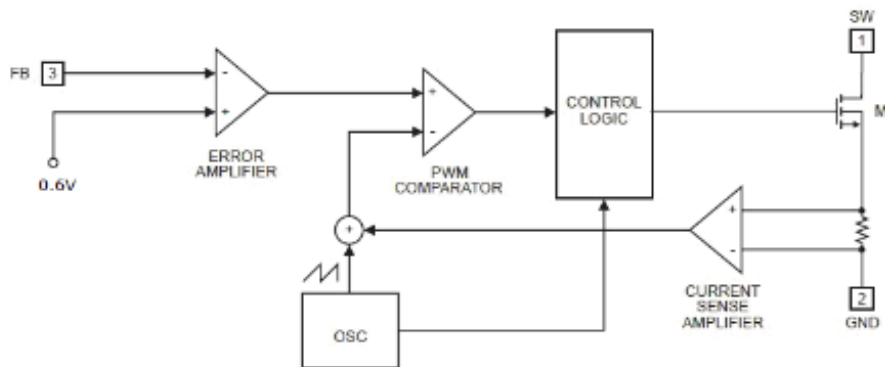 SW
1
FB 3
-
+
0.6V
ERROR
AMPLIFIER
+
-
PWM
COMPARATOR
CONTROL
LOGIC
M
+
+
-
CURRENT
SENSE
AMPLIFIER
2
GND
OSC